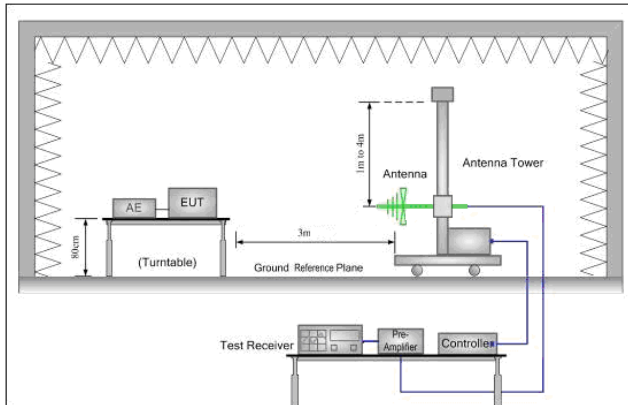 1m to 4m
Antenna
Antenna Tower
AE
EUT
80cm
(Turntable)
3m
Ground Reference Plane
Test Receiver
Pre-
Amplifier
Controller